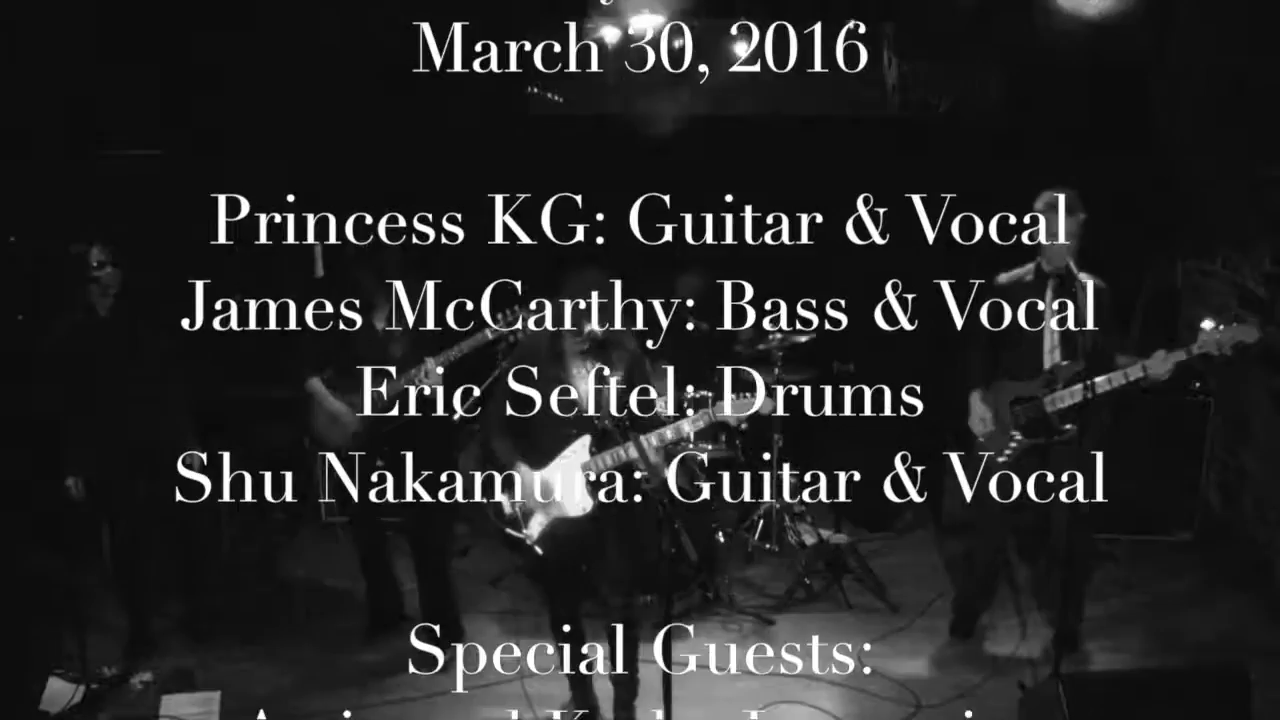 March 30, 2016
Princess KG: Guitar & Vocal
James McCarthy: Bass & Vocal
Eric Seftel: Drums
Shu Nakamura: Guitar & Vocal
Special Guests: